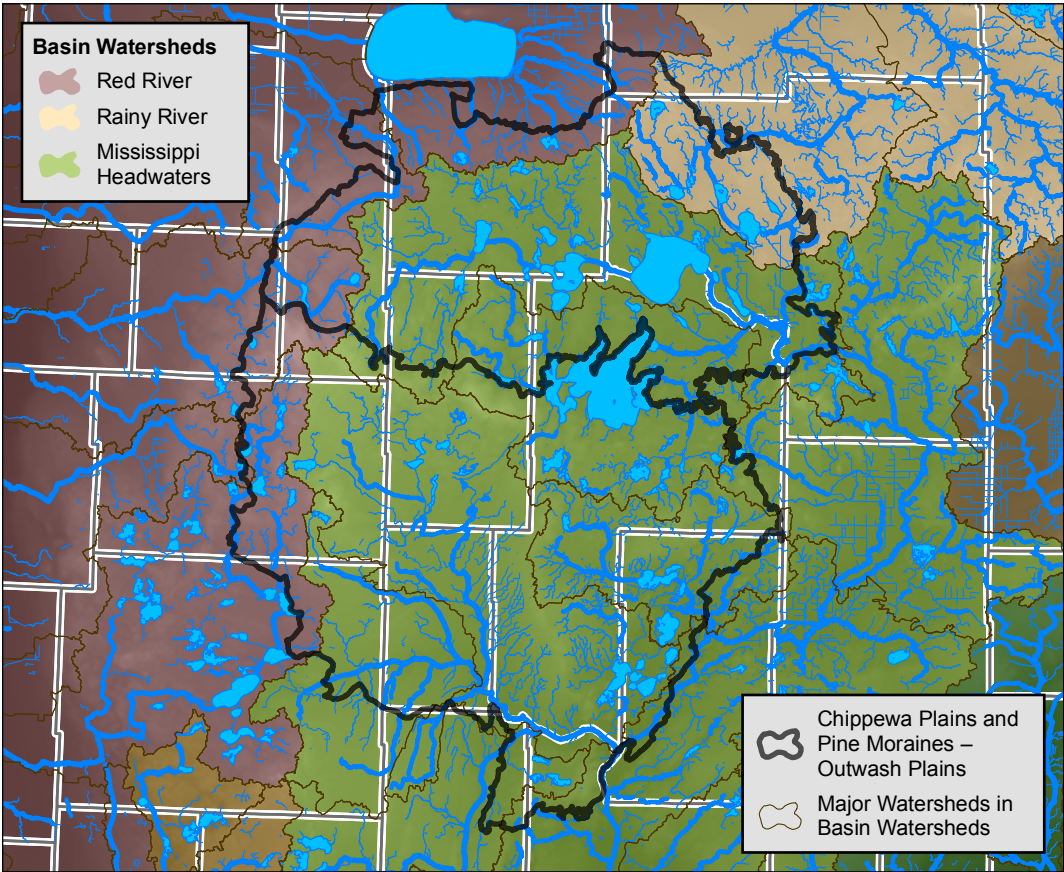 Basin Watersheds
Red River
Rainy River
Mississippi
Headwaters
Chippewa Plains and
Pine Moraines –
Outwash Plains
Major Watersheds in
Basin Watersheds